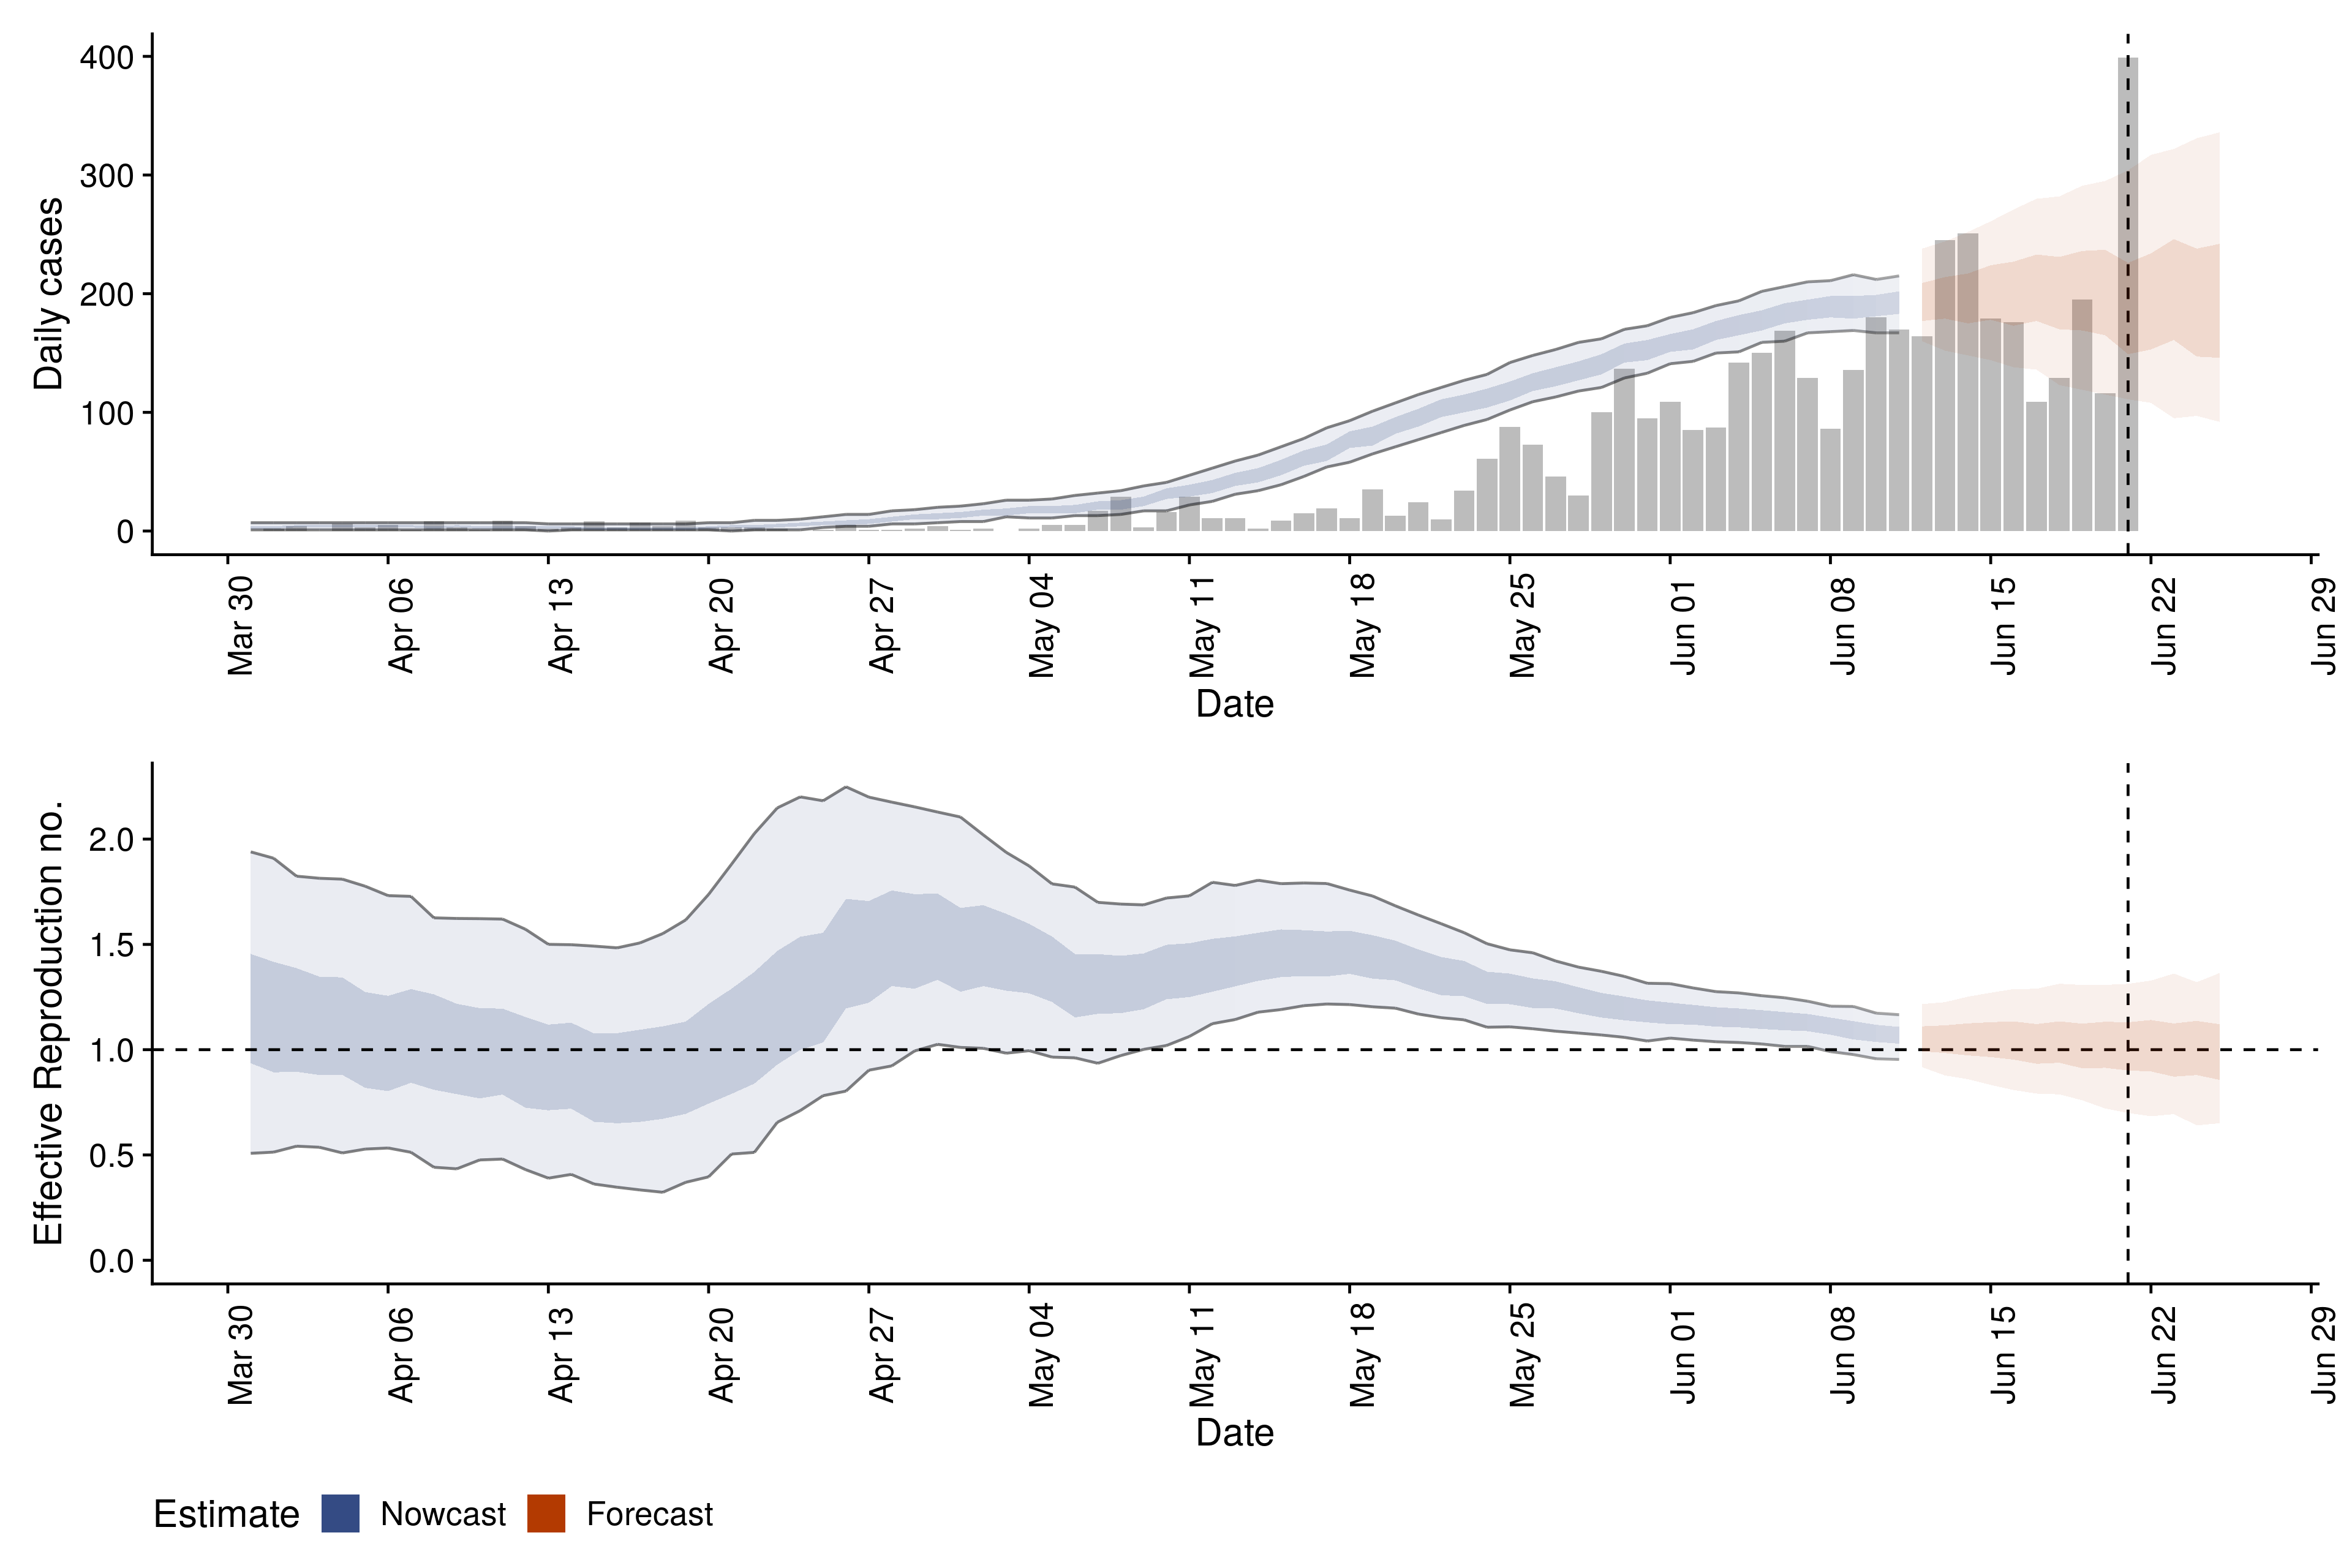 Daily cases
400
300
200
100
0
Mar 30 Apr 06 Apr 13 Apr 20 Apr 27 May 04 May 11 May 18 May 25 Jun 01 Jun 08 Jun 15 Jun 22 Jun 29
Date
Effective Reproduction no.
2.0
1.5
1.0
0.5
0.0
Mar 30 Apr 06 Apr 13 Apr 20 Apr 27 May 04 May 11 May 18 May 25 Jun 01 Jun 08 Jun 15 Jun 22 Jun 29
Date
Estimate Nowcast Forecast